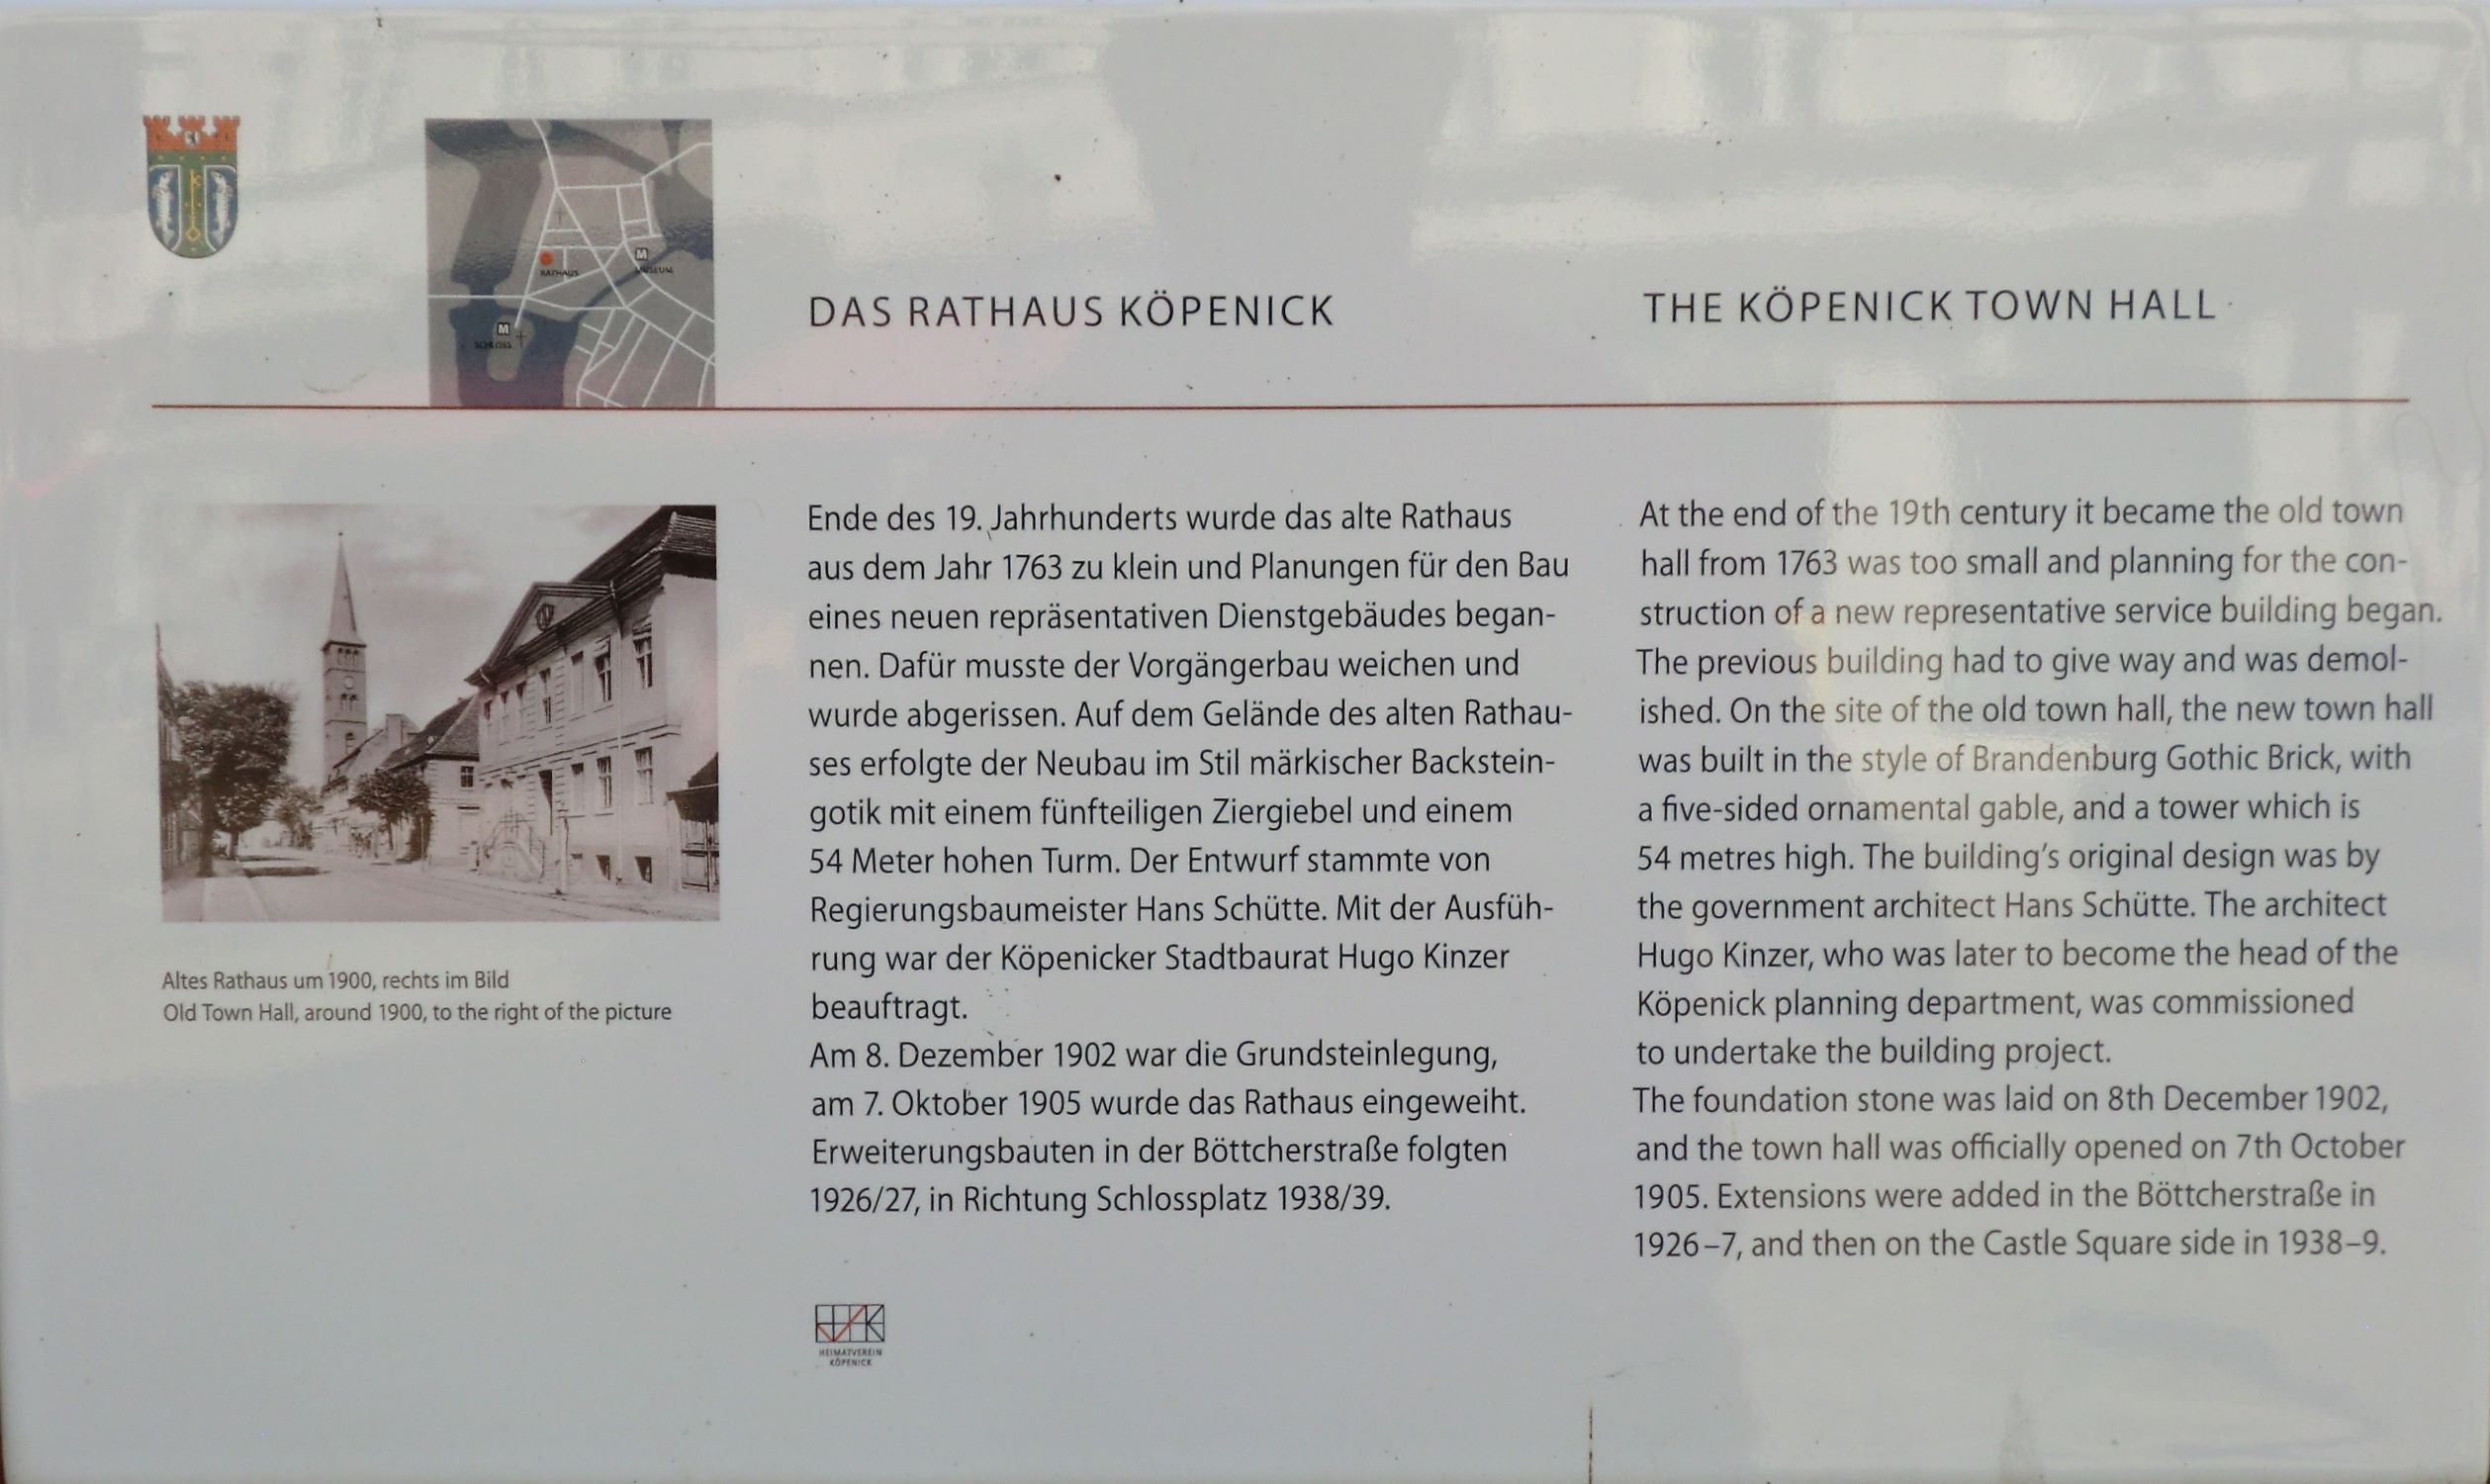 RATHAUS
M
MUSEUM
M
SCHLOSS
DAS RATHAUS KÖPENICK
Ende des 19. Jahrhunderts wurde das alte Rathaus
aus dem Jahr 1763 zu klein und Planungen für den Bau
eines neuen repräsentativen Dienstgebäudes began-
nen. Dafür musste der Vorgängerbau weichen und
wurde abgerissen. Auf dem Gelände des alten Rathau-
ses erfolgte der Neubau im Stil märkischer Backstein-
gotik mit einem fünfteiligen Ziergiebel und einem
54 Meter hohen Turm. Der Entwurf stammte von
Regierungsbaumeister Hans Schütte. Mit der Ausfüh-
rung war der Köpenicker Stadtbaurat Hugo Kinzer
beauftragt.
Am 8. Dezember 1902 war die Grundsteinlegung,
am 7. Oktober 1905 wurde das Rathaus eingeweiht.
Erweiterungsbauten in der Böttcherstraße folgten
1926/27, in Richtung Schlossplatz 1938/39.
THE KÖPENICK TOWN HALL
At the end of the 19th century it became the old town
hall from 1763 was too small and planning for the con-
struction of a new representative service building began.
The previous building had to give way and was demol-
ished. On the site of the old town hall, the new town hall
was built in the style of Brandenburg Gothic Brick, with
a five-sided ornamental gable, and a tower which is
54 metres high. The building's original design was by
the government architect Hans Schütte. The architect
Hugo Kinzer, who was later to become the head of the
Köpenick planning department, was commissioned
to undertake the building project.
The foundation stone was laid on 8th December 1902,
and the town hall was officially opened on 7th October
1905. Extensions were added in the Böttcherstraße in
1926–7, and then on the Castle Square side in 1938–9.
Altes Rathaus um 1900, rechts im Bild
Old Town Hall, around 1900, to the right of the picture
HEIMATVEREIN
KÖPENICK